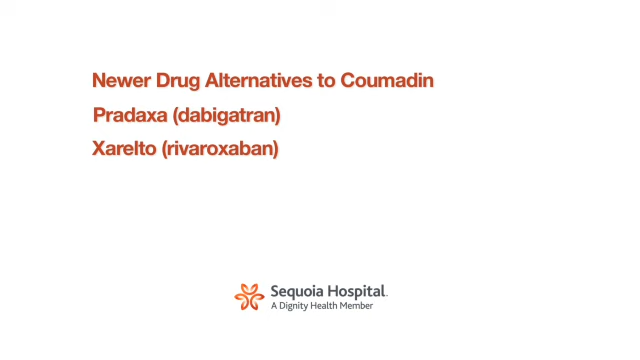 Newer Drug Alternatives to Coumadin
Pradaxa (dabigatran)
Xarelto (rivaroxaban)
Sequoia Hospital.
A Dignity Health Member